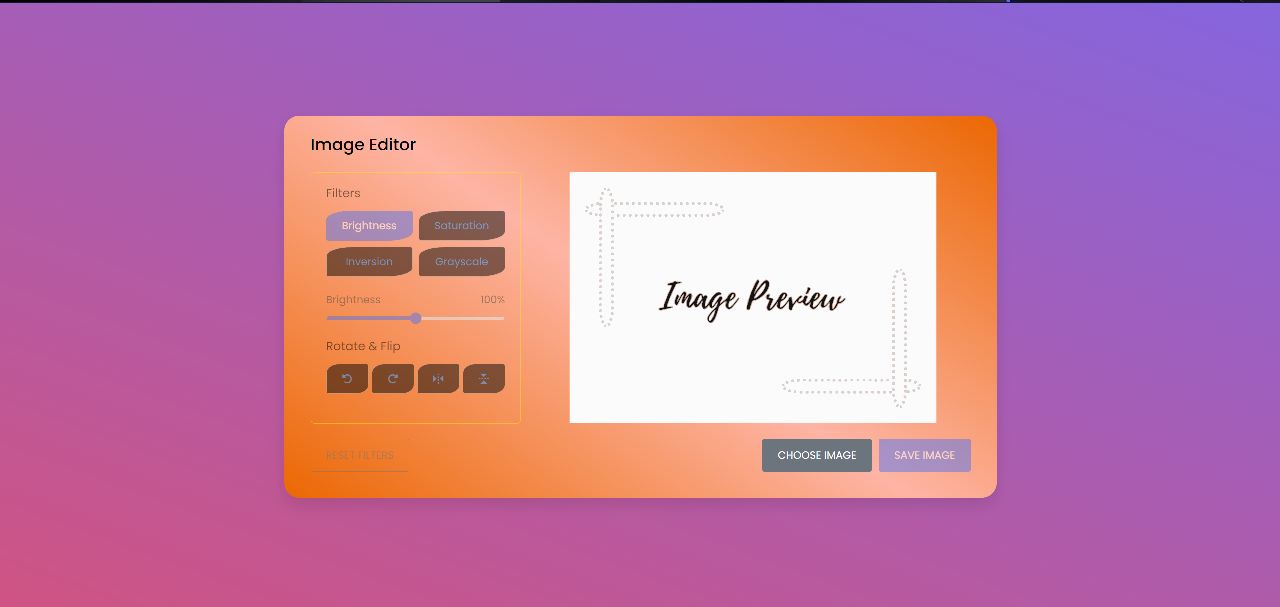 Image Editor
Filters
Brightness
Saturation
Inversion
Grayscale
Brightness 100%
Rotate & Flip
Image Preview
RESET FILTERS
CHOOSE IMAGE
SAVE IMAGE